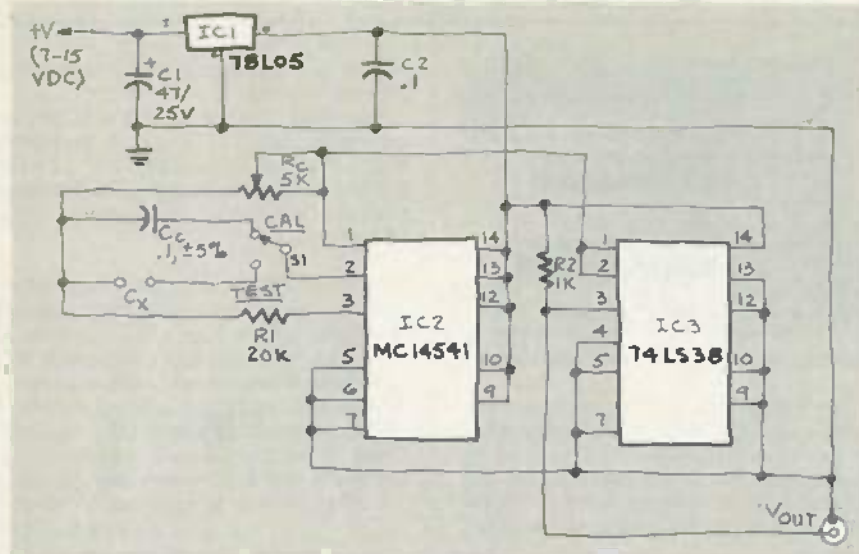 +V
(7-15
VDC)
I
IC1
78L05
C1
47/
25V
+
C2
.1
RC
5K
CC
.1, ±5%
CAL
S1
CX
TEST
R1
20K
1
2
3
5
6
7
IC2
MC14541
14
13
12
10
9
R2
1K
1
2
3
4
5
7
IC3
74LS38
14
13
12
10
9
VOUT